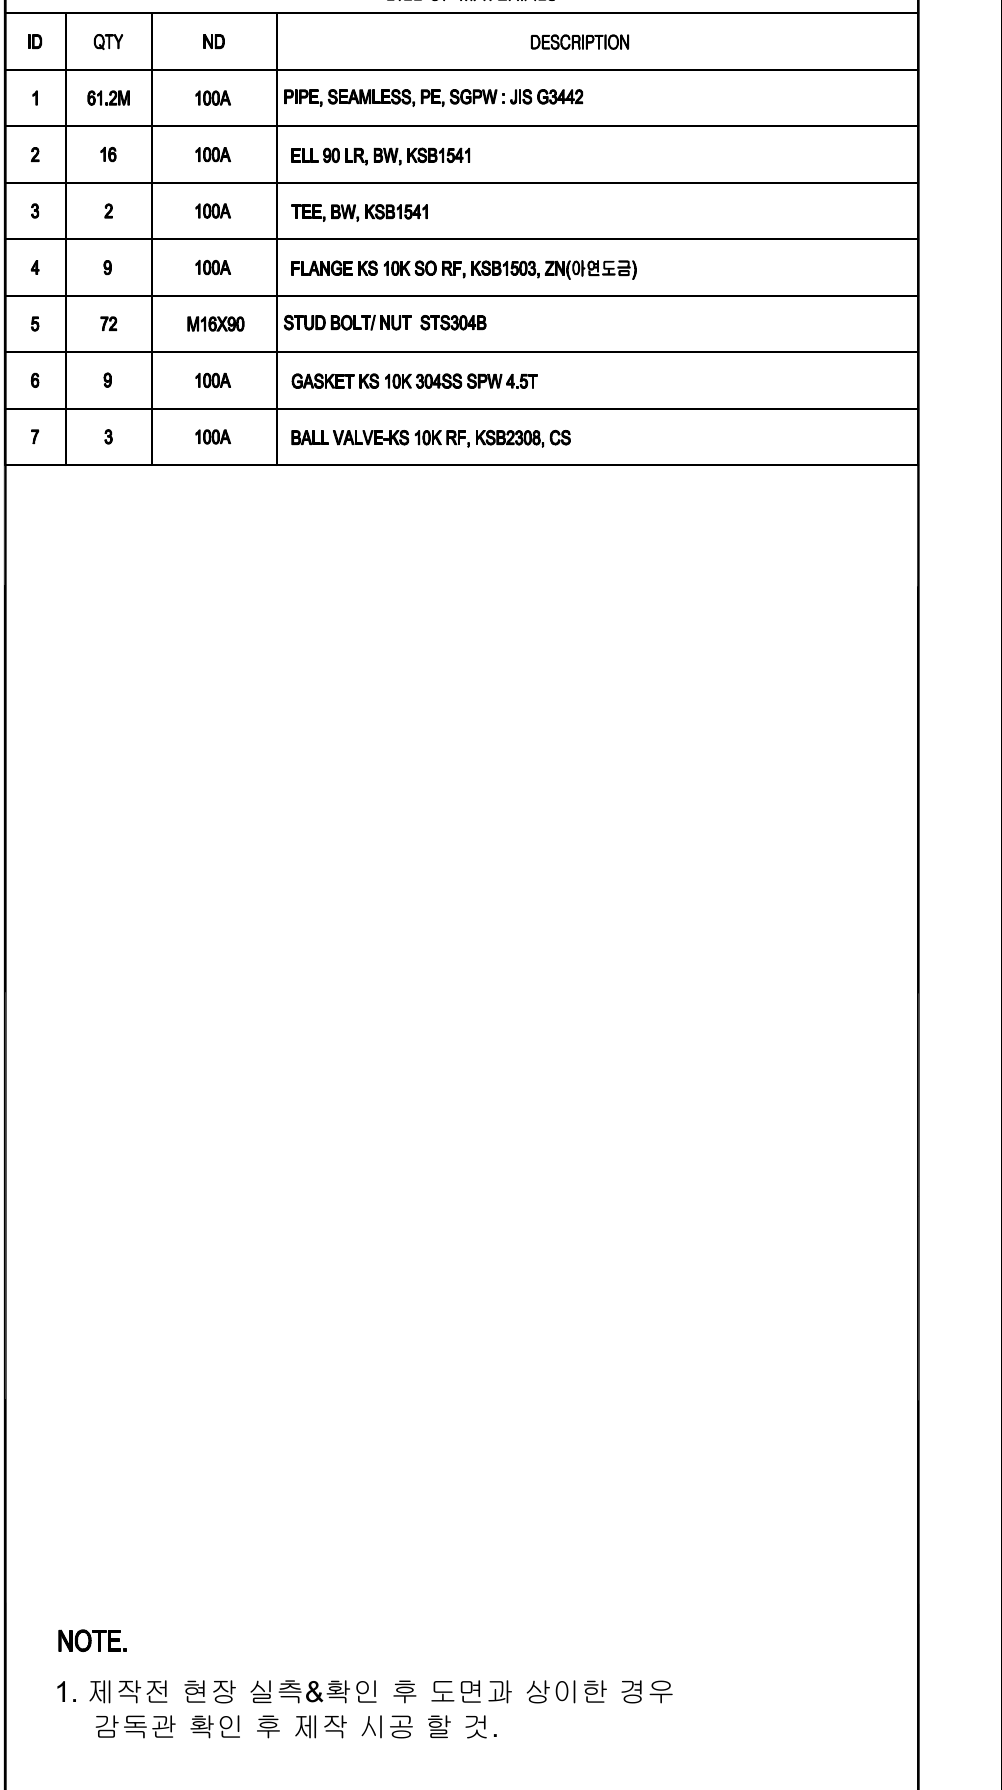 ID QTY ND DESCRIPTION
1 61.2M 100A PIPE, SEAMLESS, PE, SGPW : JIS G3442
2 16 100A ELL 90 LR, BW, KSB1541
3 2 100A TEE, BW, KSB1541
4 9 100A FLANGE KS 10K SO RF, KSB1503, ZN(아연도금)
5 72 M16X90 STUD BOLT/ NUT STS304B
6 9 100A GASKET KS 10K 304SS SPW 4.5T
7 3 100A BALL VALVE-KS 10K RF, KSB2308, CS
NOTE.
1. 제작전 현장 실측&확인 후 도면과 상이한 경우
감독관 확인 후 제작 시공 할 것.